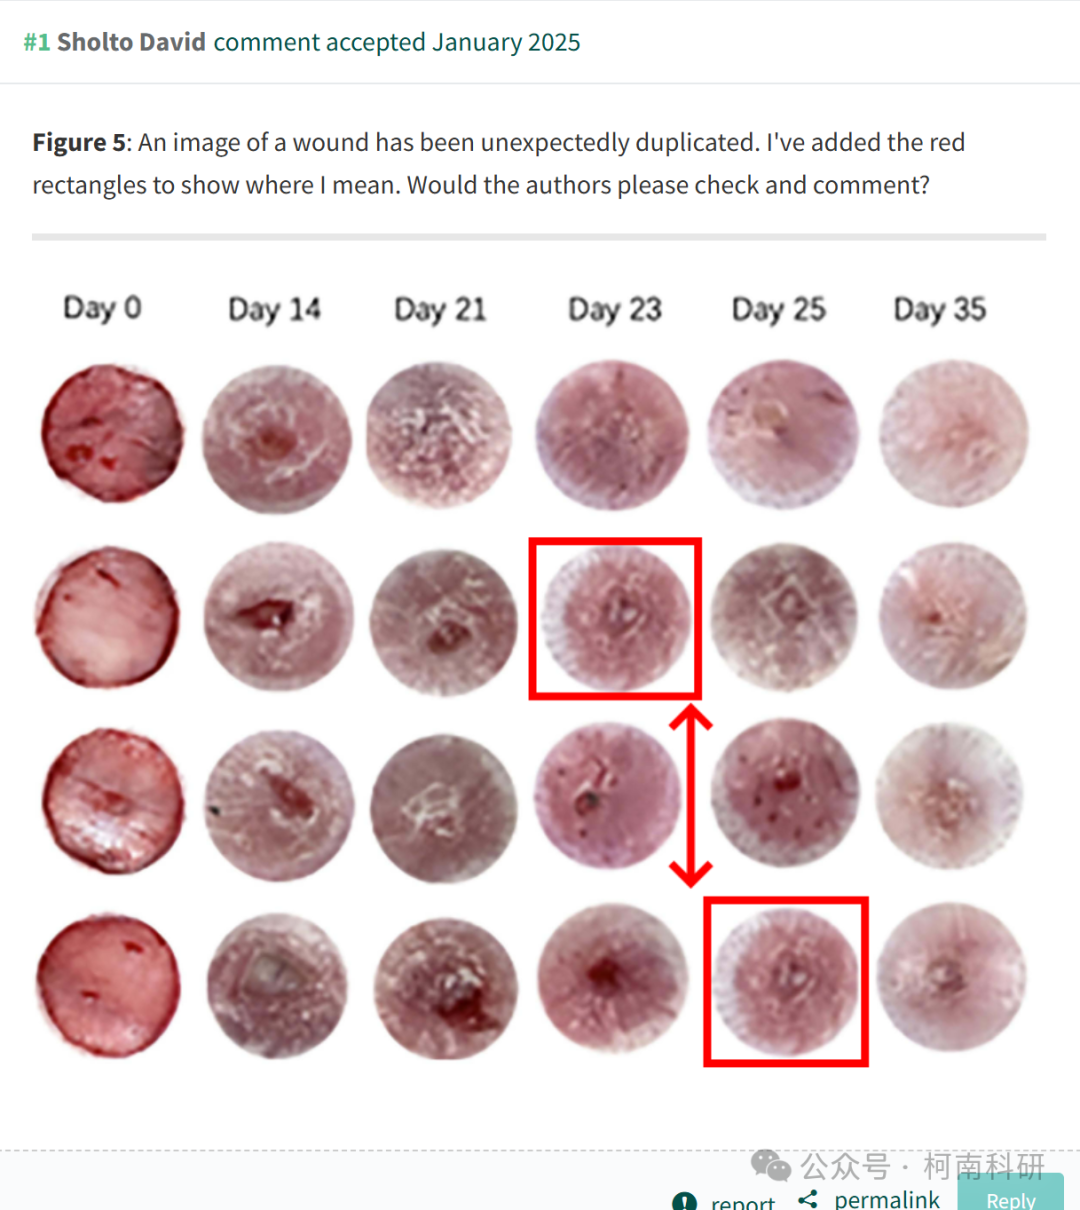 #1 Sholto David comment accepted January 2025
Figure 5: An image of a wound has been unexpectedly duplicated. I've added the red
rectangles to show where I mean. Would the authors please check and comment?
Day 0 Day 14 Day 21 Day 23 Day 25 Day 35
公众号 · 柯南科研
report permalink Reply